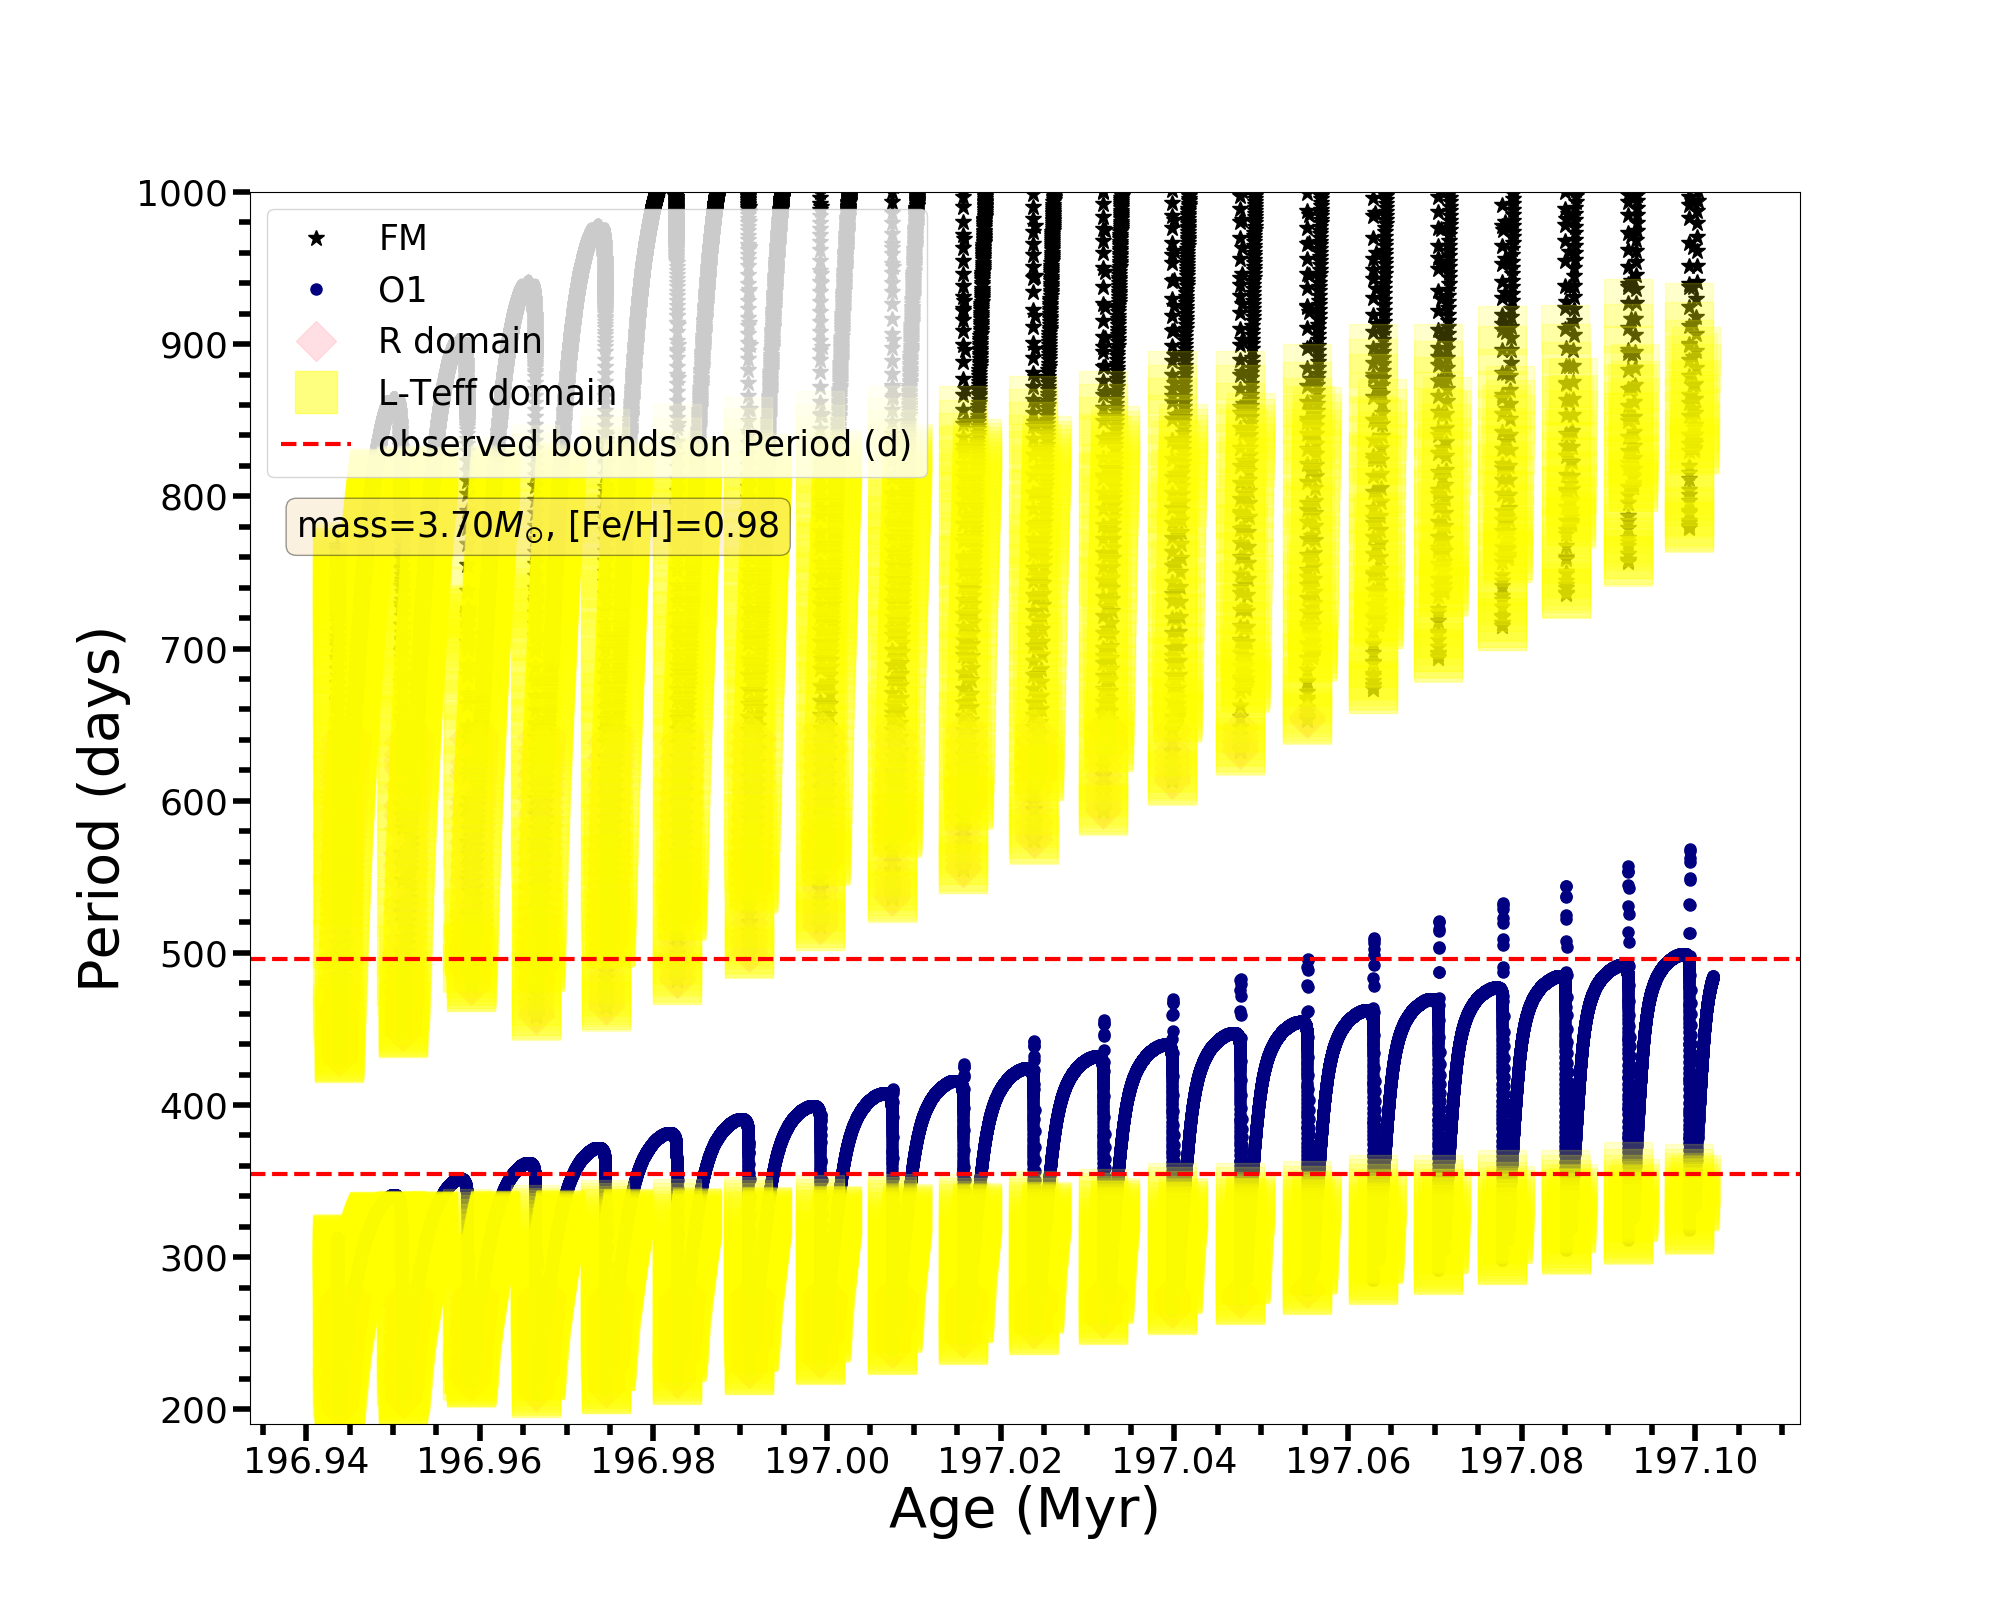 1000
900
800
700
600
500
400
300
200
Period (days)
FM
O1
R domain
L-Teff domain
observed bounds on Period (d)
mass=3.70M⊙, [Fe/H]=0.98
196.94 196.96 196.98 197.00 197.02 197.04 197.06 197.08 197.10
Age (Myr)